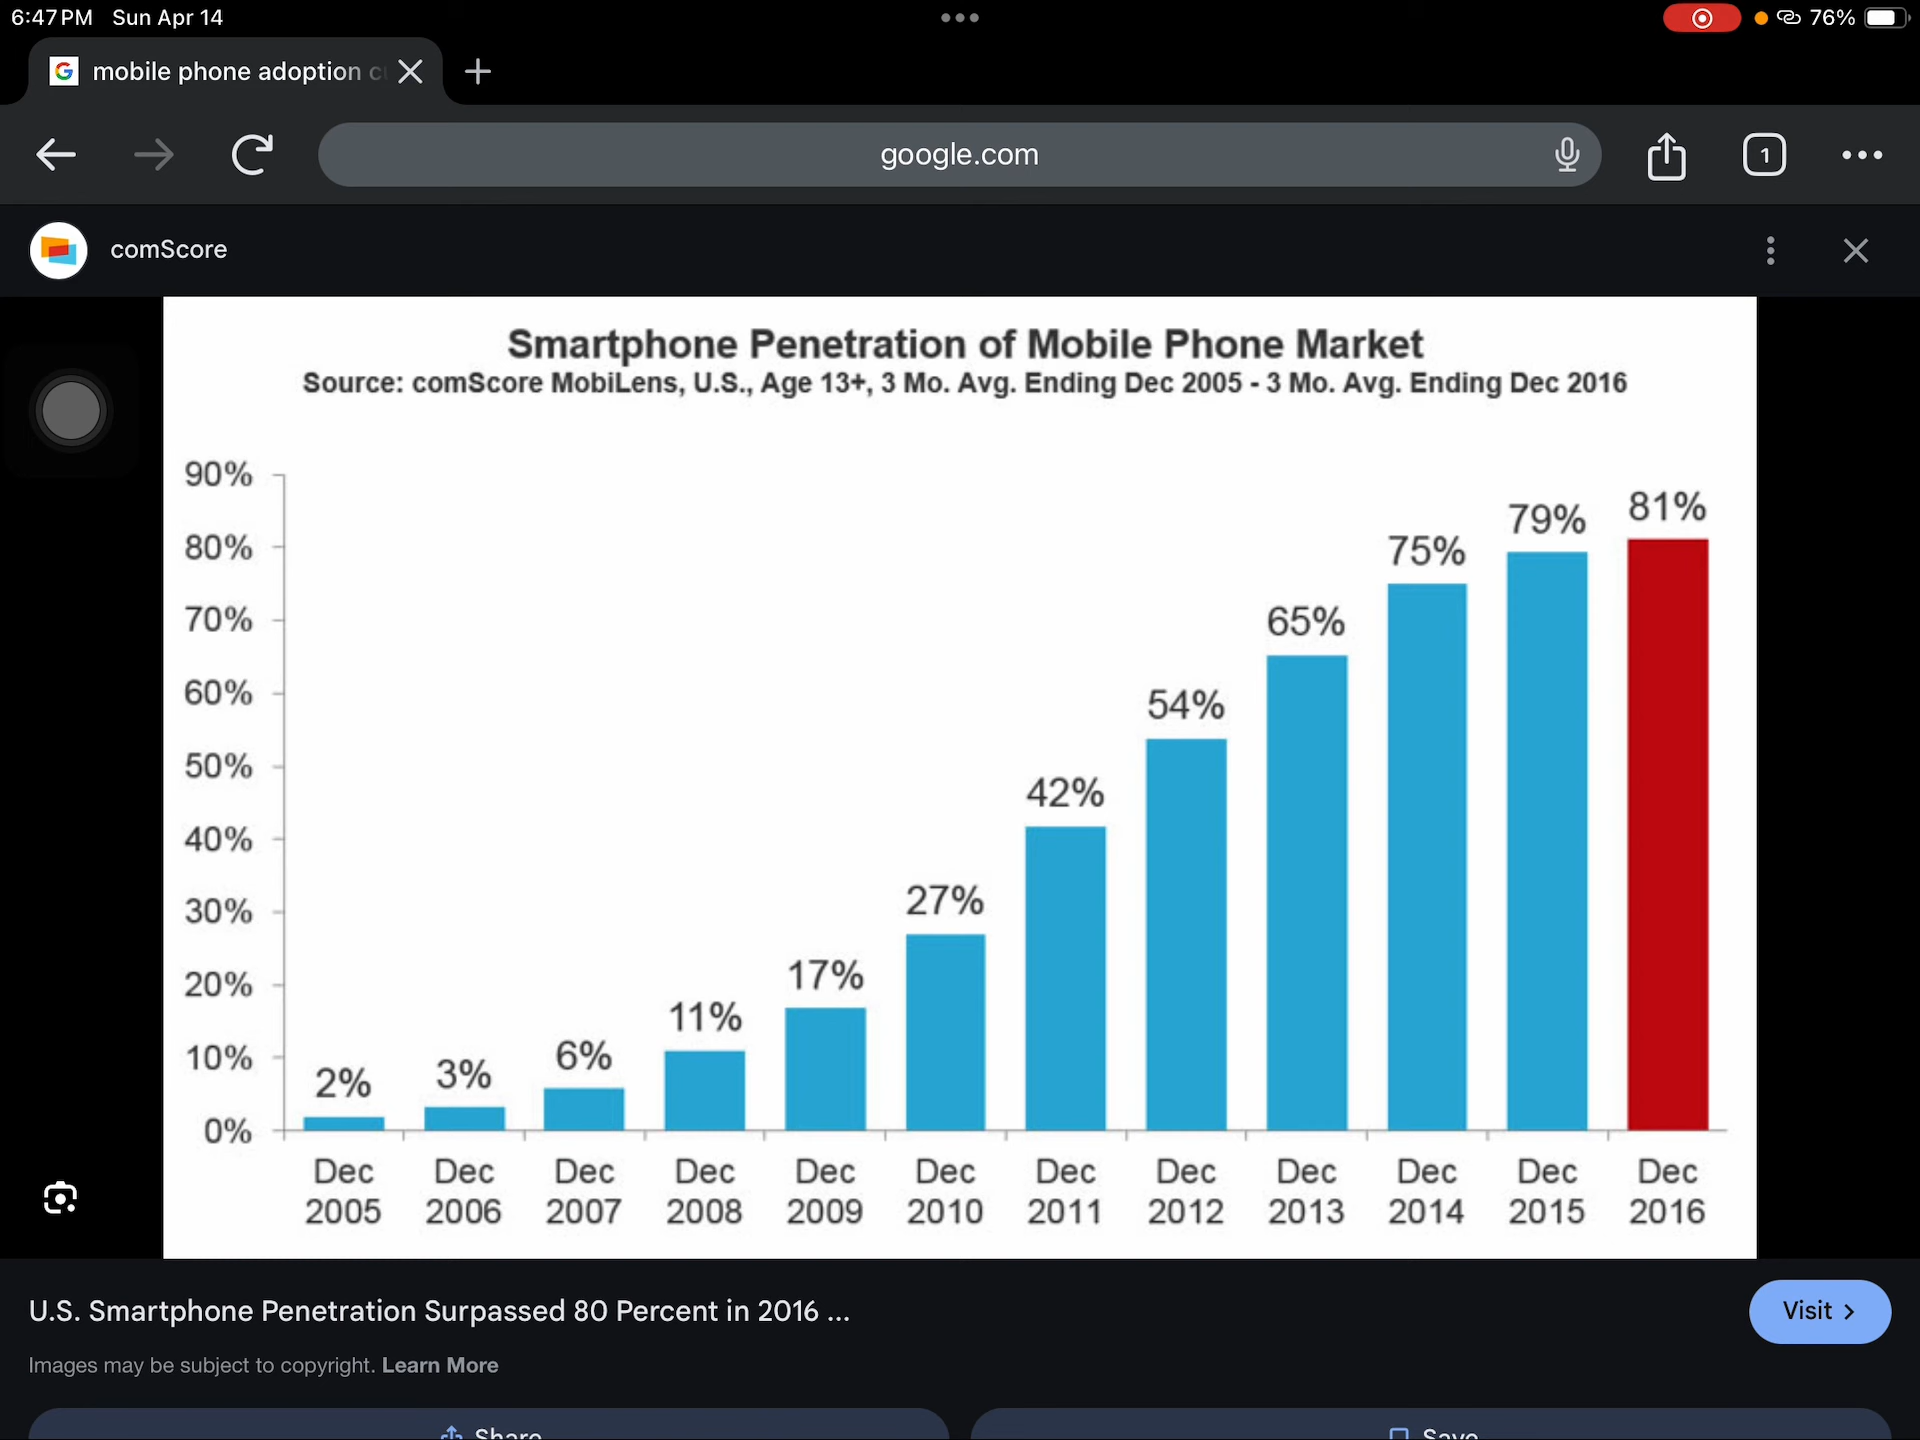 6:47 PM Sun Apr 14
76%
mobile phone adoption c
google.com
1
comScore
Smartphone Penetration of Mobile Phone Market
Source: comScore MobiLens, U.S., Age 13+, 3 Mo. Avg. Ending Dec 2005 - 3 Mo. Avg. Ending Dec 2016
90%
80%
70%
60%
50%
40%
30%
20%
10%
0%
2%
3%
6%
11%
17%
27%
42%
54%
65%
75%
79%
81%
Dec 2005
Dec 2006
Dec 2007
Dec 2008
Dec 2009
Dec 2010
Dec 2011
Dec 2012
Dec 2013
Dec 2014
Dec 2015
Dec 2016
U.S. Smartphone Penetration Surpassed 80 Percent in 2016 ...
Visit
Images may be subject to copyright. Learn More
Share
Save